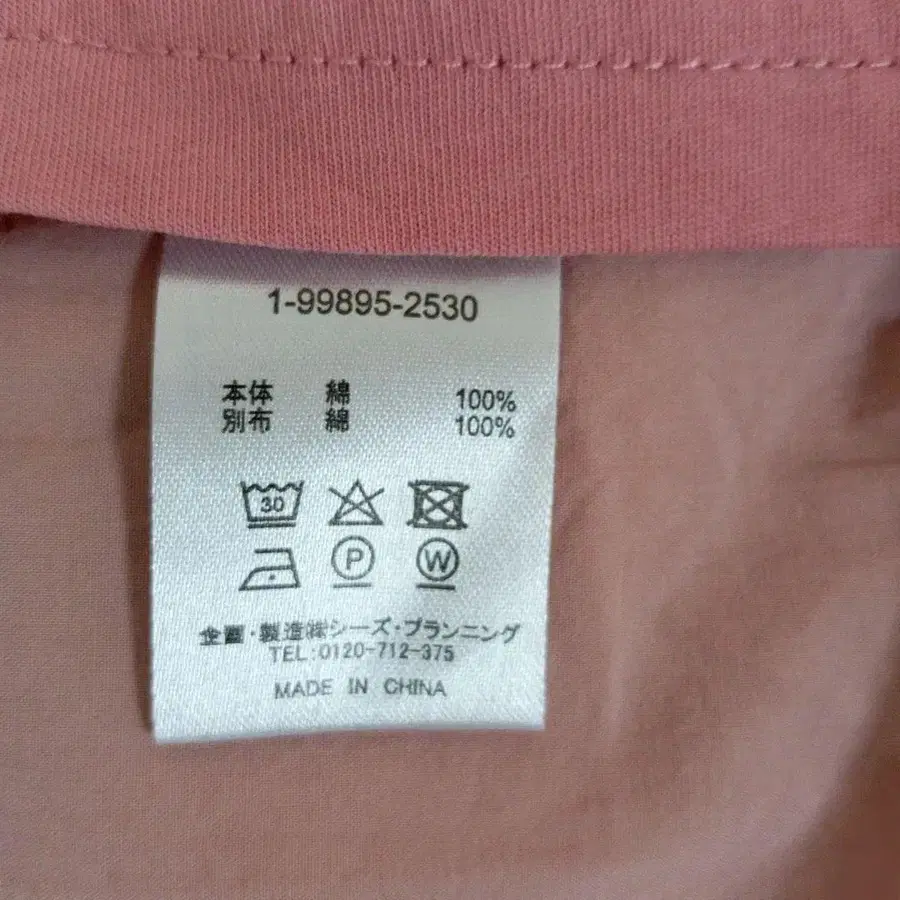 1-99895-2530
本体 綿 100%
別布 綿 100%
30
P W
企画・製造㈱シーズ・プランニング
TEL:0120-712-375
MADE IN CHINA